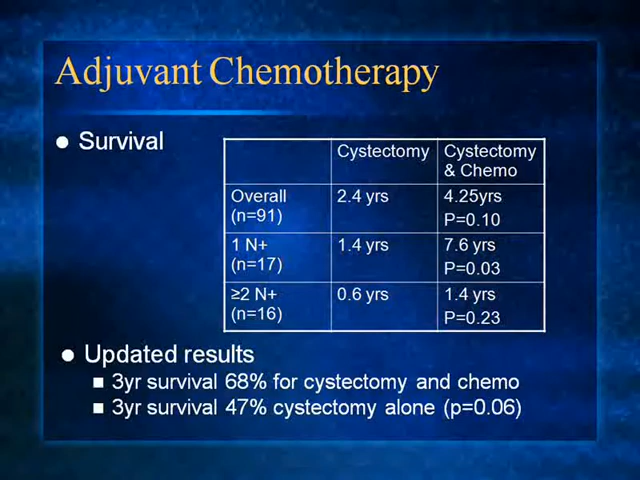 Adjuvant Chemotherapy
● Survival
Cystectomy
Cystectomy & Chemo
Overall (n=91)
2.4 yrs
4.25yrs
P=0.10
1 N+ (n=17)
1.4 yrs
7.6 yrs
P=0.03
≥2 N+ (n=16)
0.6 yrs
1.4 yrs
P=0.23
● Updated results
■ 3yr survival 68% for cystectomy and chemo
■ 3yr survival 47% cystectomy alone (p=0.06)